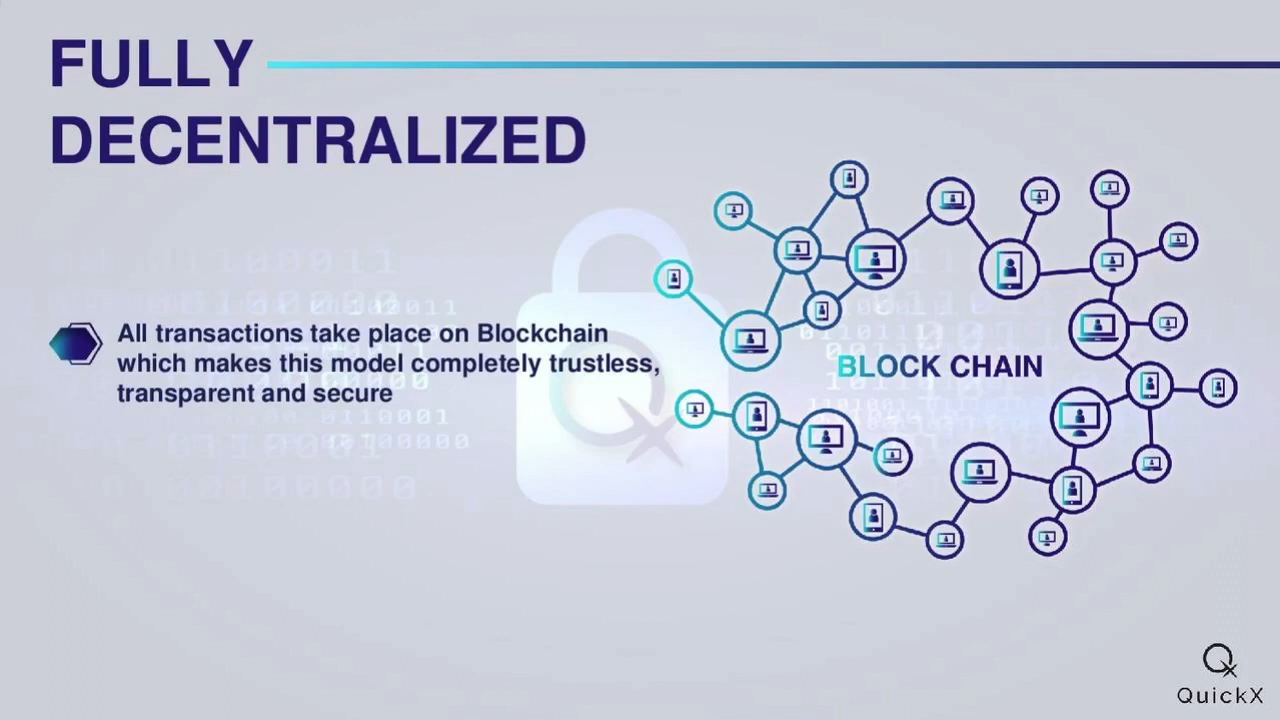 FULLY
DECENTRALIZED
All transactions take place on Blockchain
which makes this model completely trustless,
transparent and secure
BLOCK CHAIN
QuickX